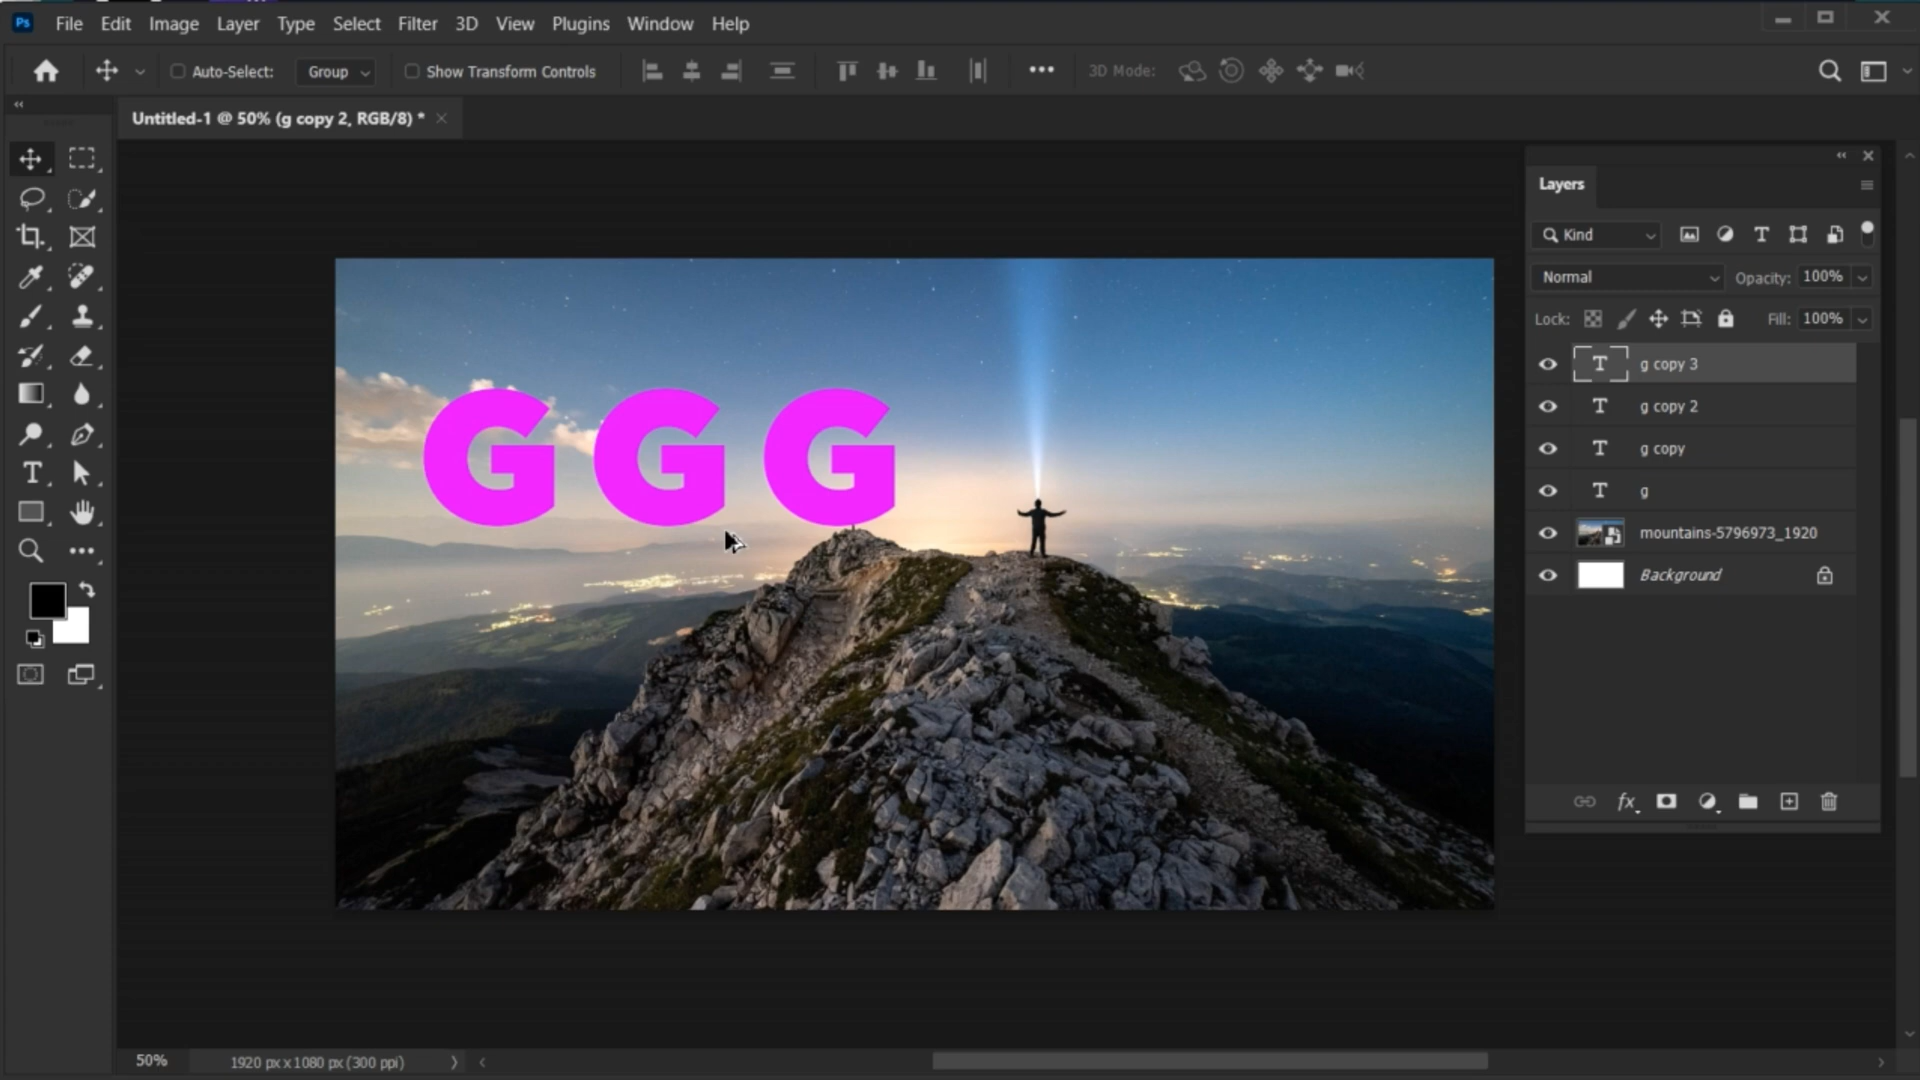 Ps File Edit Image Layer Type Select Filter 3D View Plugins Window Help
Auto-Select: Group Show Transform Controls 3D Mode:
Untitled-1 @ 50% (g copy 2, RGB/8) *
Layers
Kind
Normal Opacity: 100%
Lock: Fill: 100%
g copy 3
g copy 2
g copy
g
mountains-5796973_1920
Background
G G G
fx
50% 1920 px x 1080 px (300 ppi)